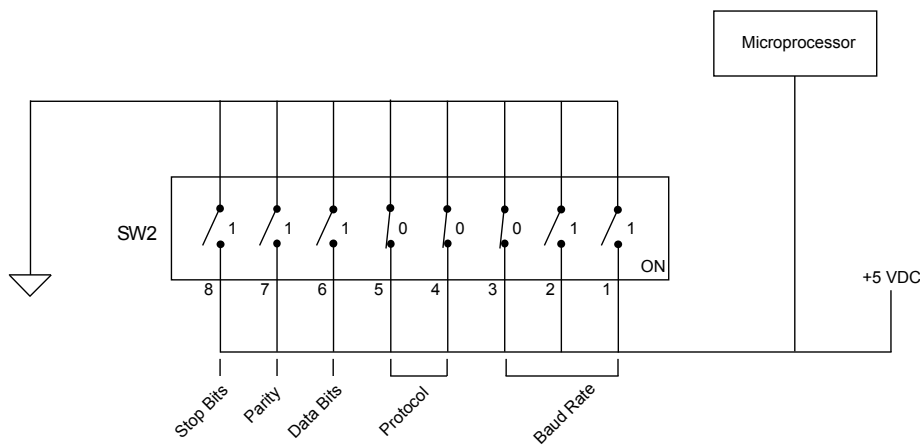 Microprocessor
SW2
1 1 1 0 0 0 1 1
ON
8 7 6 5 4 3 2 1
+5 VDC
Stop Bits
Parity
Data Bits
Protocol
Baud Rate